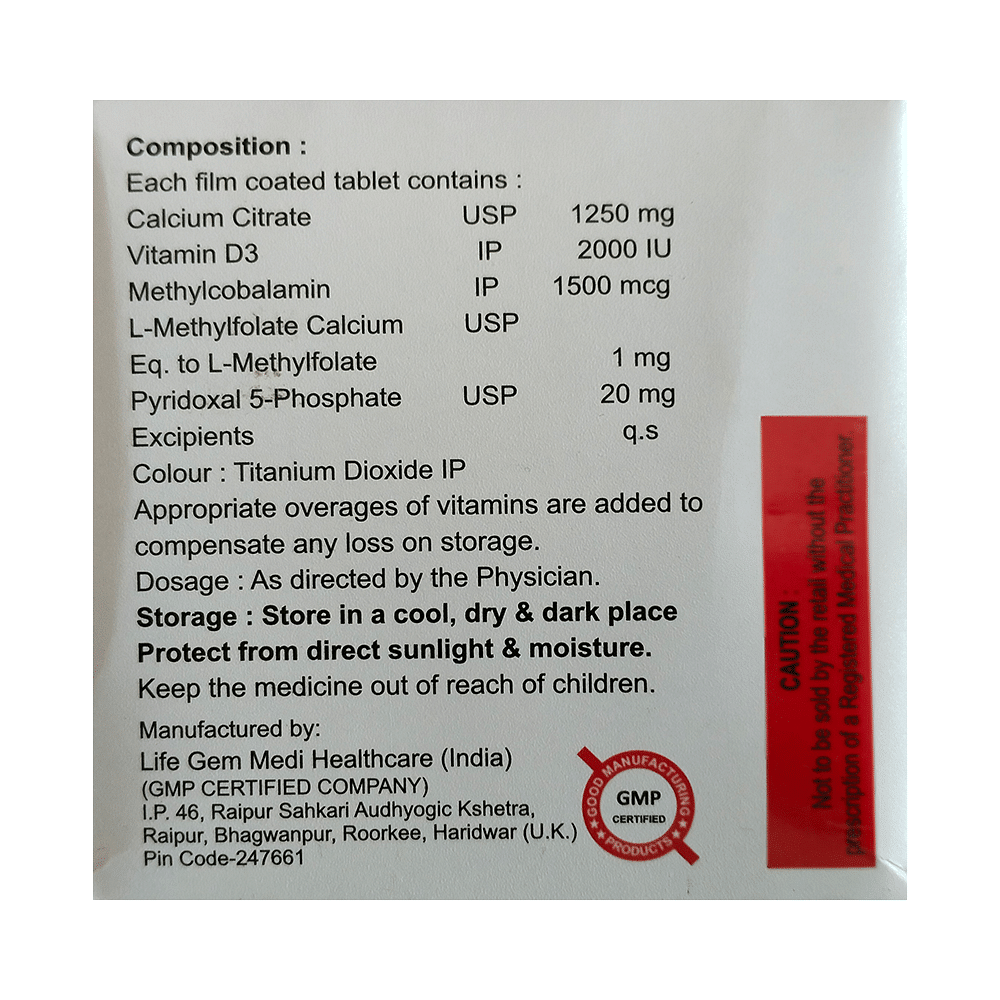 Composition :
Each film coated tablet contains :
Calcium Citrate USP 1250 mg
Vitamin D3 IP 2000 IU
Methylcobalamin IP 1500 mcg
L-Methylfolate Calcium USP
Eq. to L-Methylfolate 1 mg
Pyridoxal 5-Phosphate USP 20 mg
Excipients q.s
Colour : Titanium Dioxide IP
Appropriate overages of vitamins are added to
compensate any loss on storage.
Dosage : As directed by the Physician.
Storage : Store in a cool, dry & dark place
Protect from direct sunlight & moisture.
Keep the medicine out of reach of children.
Manufactured by:
Life Gem Medi Healthcare (India)
(GMP CERTIFIED COMPANY)
I.P. 46, Raipur Sahkari Audhyogic Kshetra,
Raipur, Bhagwanpur, Roorkee, Haridwar (U.K.)
Pin Code-247661
GOOD MANUFACTURING
GMP
CERTIFIED
PRODUCTS
CAUTION :
Not to be sold by the retail without the
prescription of a Registered Medical Practitioner.